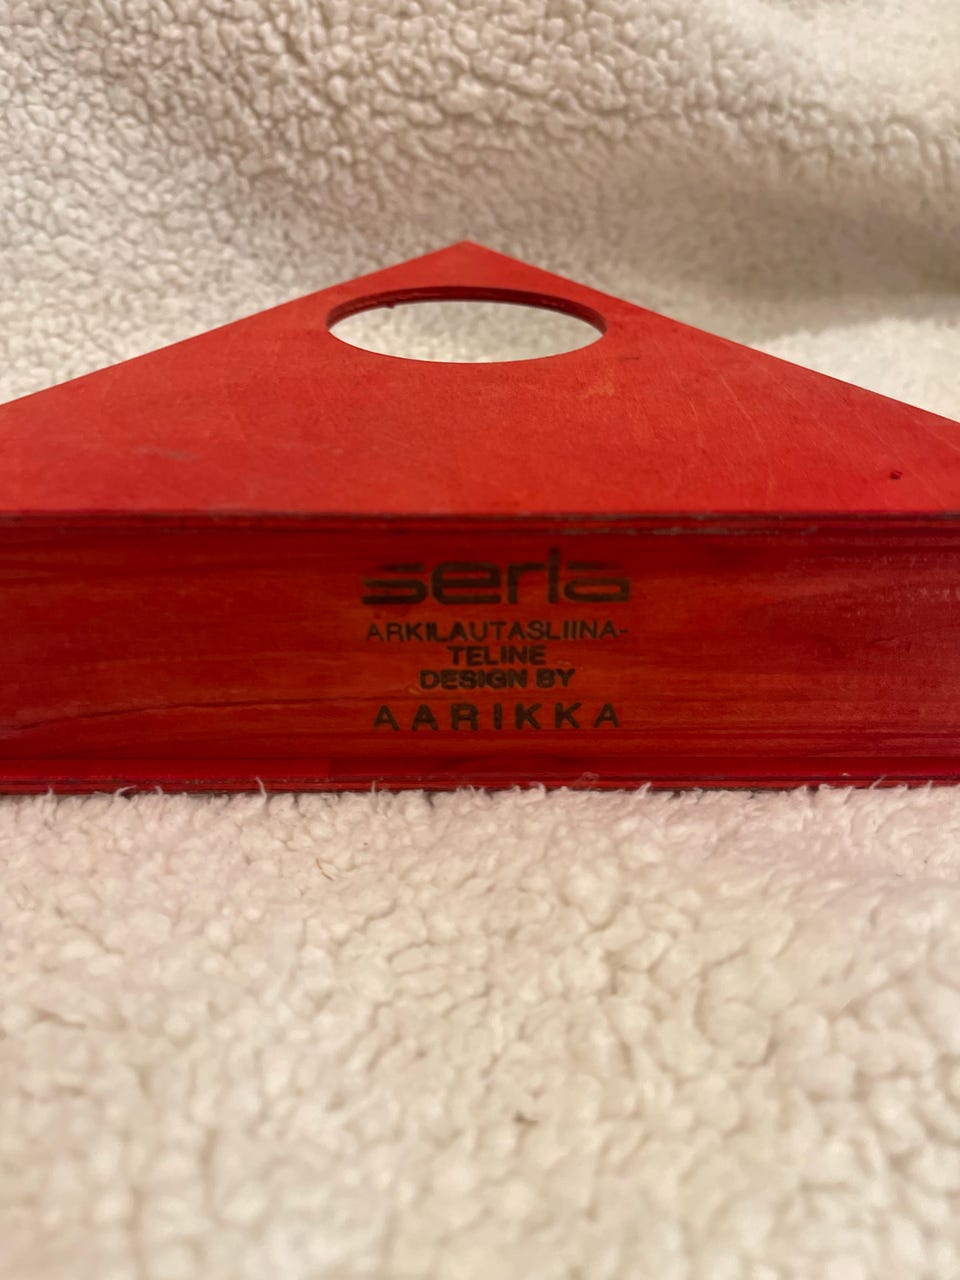 serla
ARKILAUTASLIINA-
TELINE
DESIGN BY
AARIKKA